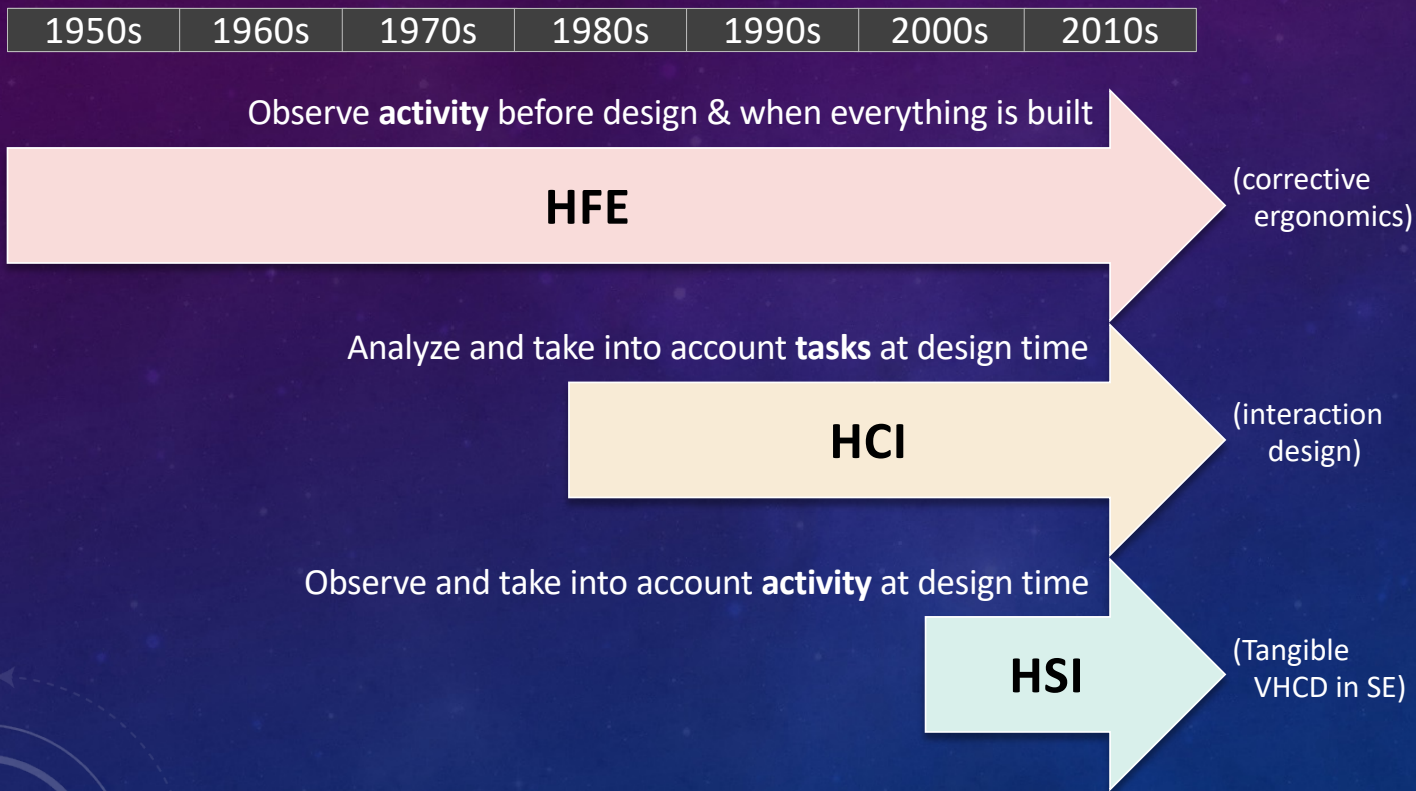 1950s 1960s 1970s 1980s 1990s 2000s 2010s
Observe activity before design & when everything is built
HFE
(corrective
ergonomics)
Analyze and take into account tasks at design time
HCI
(interaction
design)
Observe and take into account activity at design time
HSI
(Tangible
VHCD in SE)